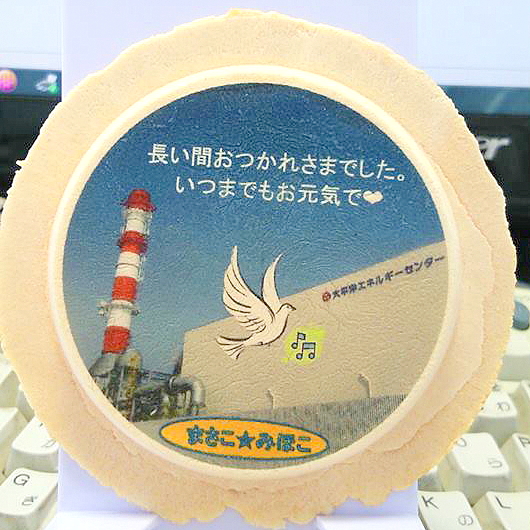 長い間おつかれさまでした。
いつまでもお元気で❤
太平洋エネルギーセンター
まさこ★みほこ